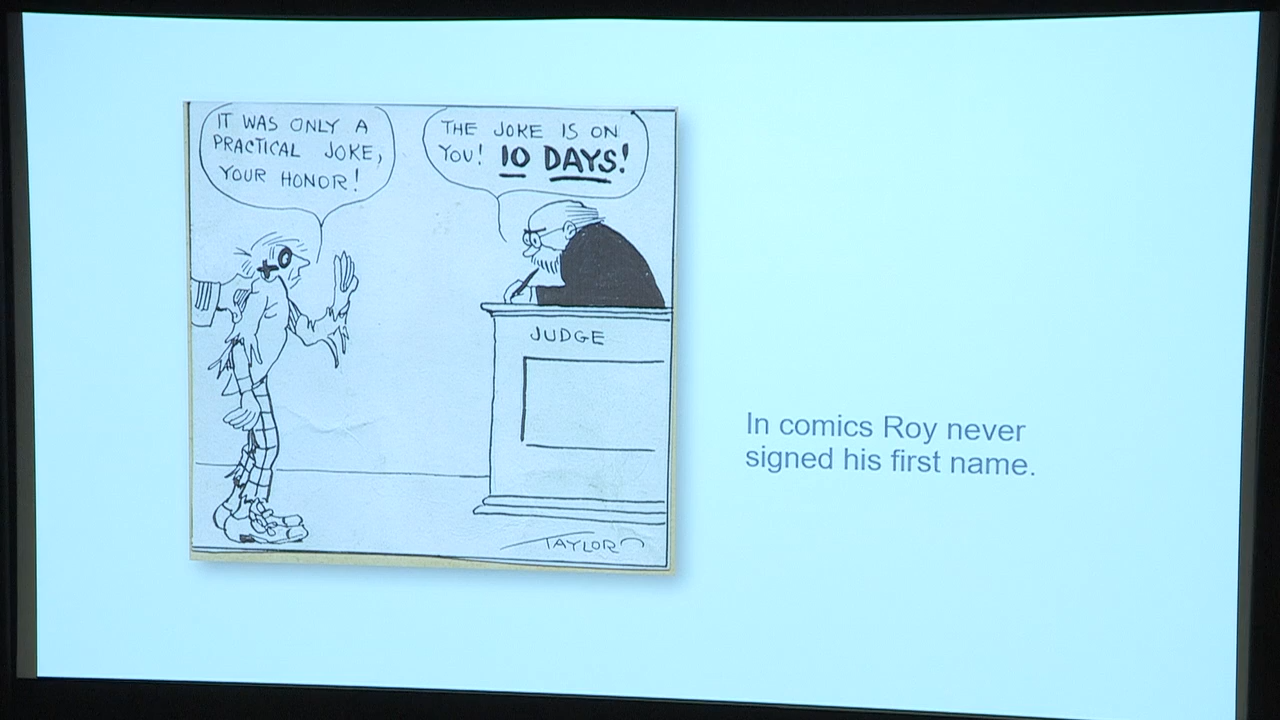 IT WAS ONLY A
PRACTICAL JOKE,
YOUR HONOR!
THE JOKE IS ON
YOU! 10 DAYS!
JUDGE
TAYLOR
In comics Roy never
signed his first name.